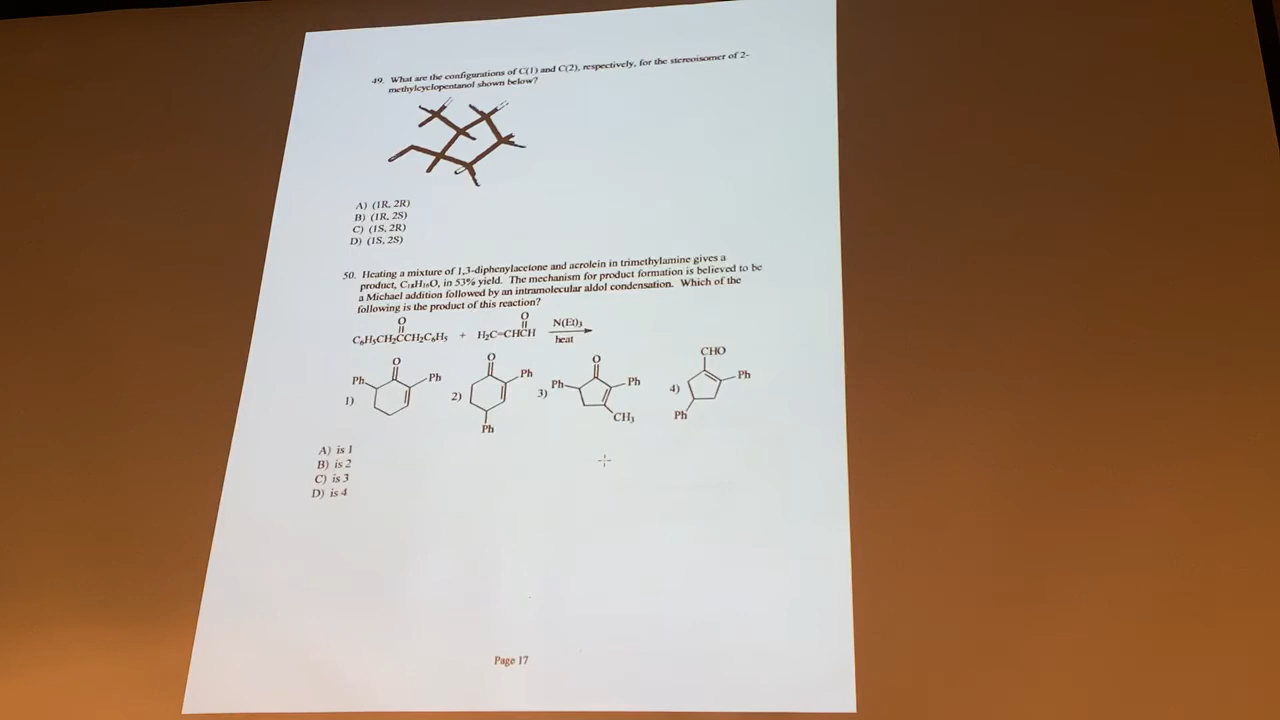 49. What are the configurations of C(1) and C(2), respectively, for the stereoisomer of 2-
methylcyclopentanol shown below?
A) (1R, 2R)
B) (1R, 2S)
C) (1S, 2R)
D) (1S, 2S)
50. Heating a mixture of 1,3-diphenylacetone and acrolein in trimethylamine gives a
product, C₁₈H₁₆O, in 53% yield. The mechanism for product formation is believed to be
a Michael addition followed by an intramolecular aldol condensation. Which of the
following is the product of this reaction?
O O
C₆H₅CH₂CCH₂C₆H₅ + H₂C=CHCH N(Et)₃
heat
O O O CHO
Ph Ph Ph Ph Ph Ph
1) 2) 3) 4)
Ph CH₃ Ph
A) is 1
B) is 2
C) is 3
D) is 4
Page 17